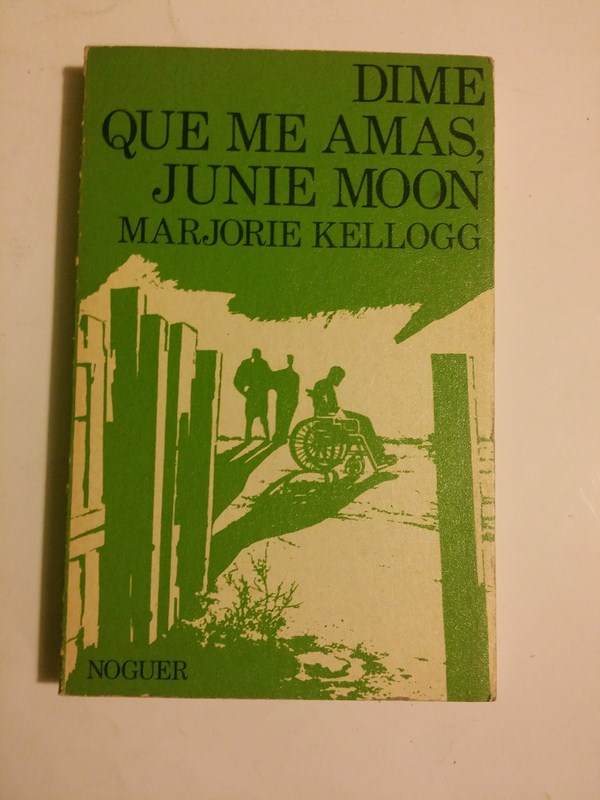 DIME
QUE ME AMAS,
JUNIE MOON
MARJORIE KELLOGG
NOGUER